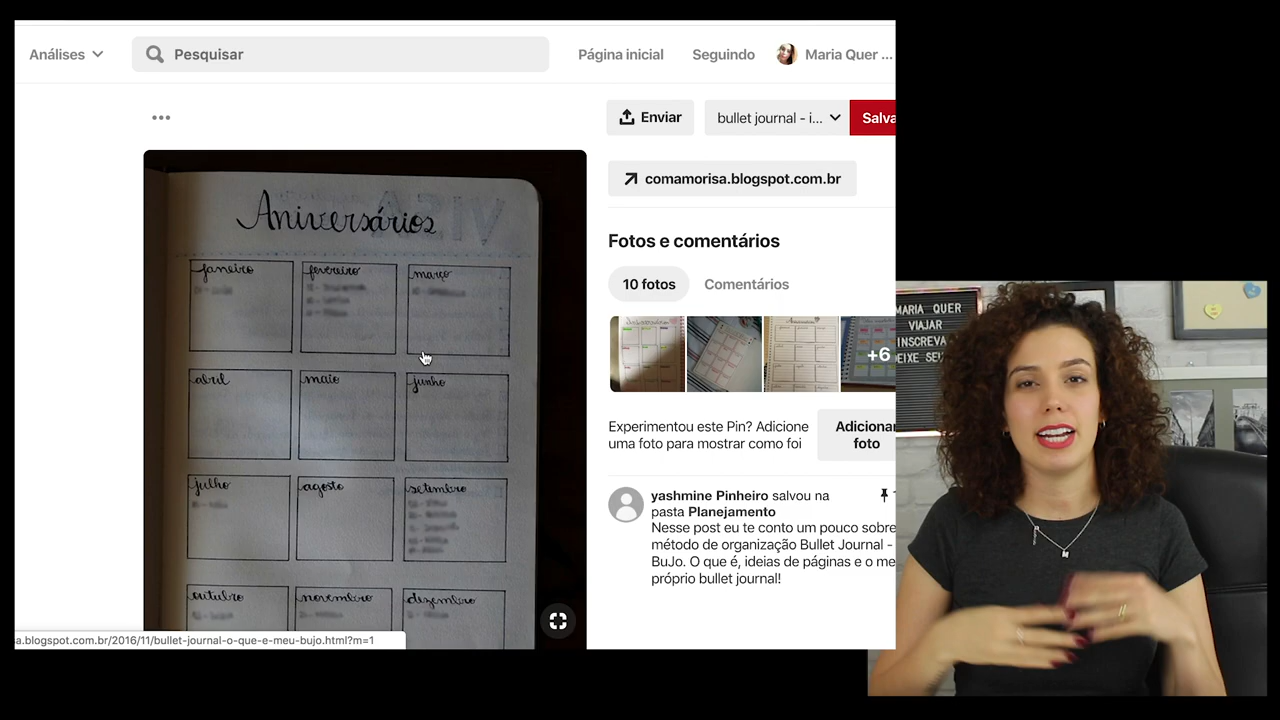 Análises
Pesquisar
Página inicial
Seguindo
Maria Quer ...
Enviar
bullet journal - i...
Salva
comamorisa.blogspot.com.br
Aniversários
janeiro
fevereiro
março
abril
maio
junho
julho
agosto
setembro
outubro
novembro
dezembro
Fotos e comentários
10 fotos
Comentários
+6
Experimentou este Pin? Adicione
uma foto para mostrar como foi
Adicionar
foto
yashmine Pinheiro salvou na
pasta Planejamento
Nesse post eu te conto um pouco sobre
método de organização Bullet Journal -
BuJo. O que é, ideias de páginas e o me
próprio bullet journal!
sa.blogspot.com.br/2016/11/bullet-journal-o-que-e-meu-bujo.html?m=1
MARIA QUER
VIAJAR
INSCREVA
EIXE SEU